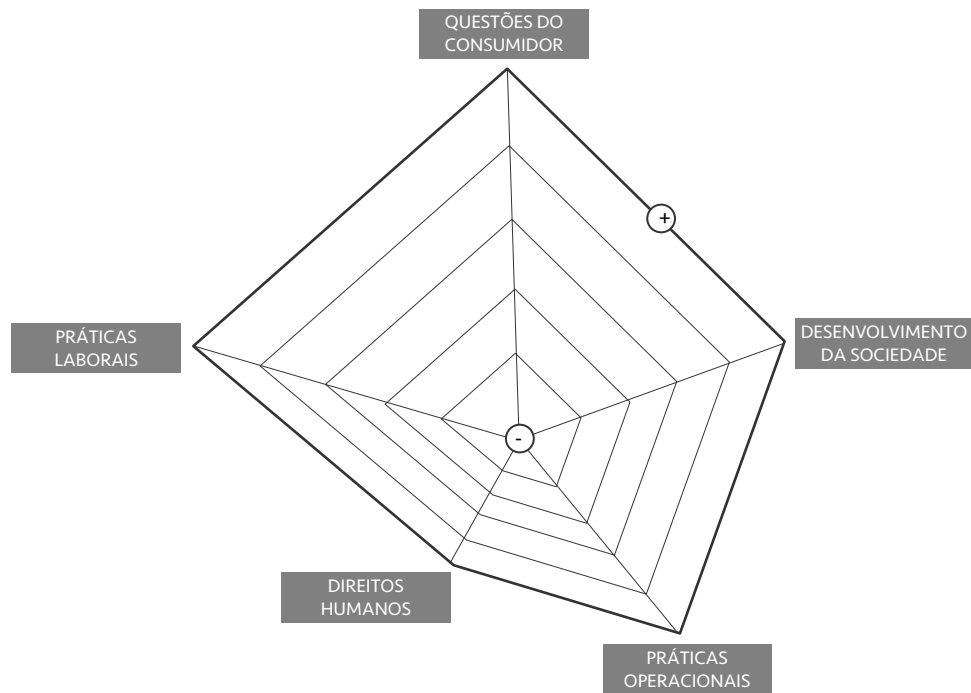 QUESTÕES DO
CONSUMIDOR
+
PRÁTICAS
LABORAIS
DESENVOLVIMENTO
DA SOCIEDADE
-
DIREITOS
HUMANOS
PRÁTICAS
OPERACIONAIS